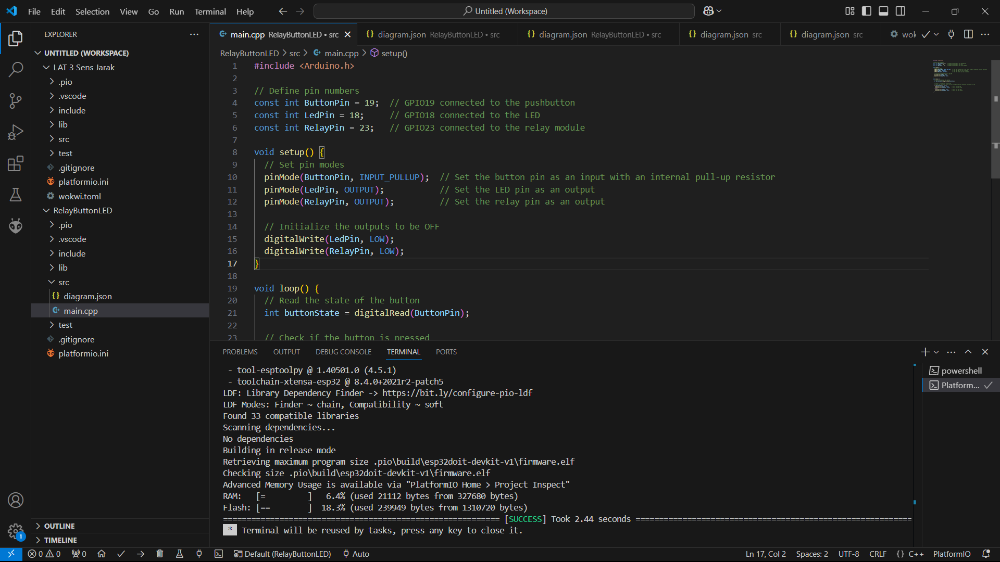 File Edit Selection View Go Run Terminal Help Untitled (Workspace)
EXPLORER
UNTITLED (WORKSPACE)
LAT 3 Sens Jarak
.pio
.vscode
include
lib
src
test
.gitignore
platformio.ini
wokwi.toml
RelayButtonLED
.pio
.vscode
include
lib
src
diagram.json
main.cpp
test
.gitignore
platformio.ini
OUTLINE
TIMELINE
main.cpp RelayButtonLED • src diagram.json RelayButtonLED • src diagram.json RelayButtonLED • src diagram.json src diagram.json src wok
RelayButtonLED > src > main.cpp > setup()
1 #include <Arduino.h>
2
3 // Define pin numbers
4 const int ButtonPin = 19;  // GPIO19 connected to the pushbutton
5 const int LedPin = 18;     // GPIO18 connected to the LED
6 const int RelayPin = 23;   // GPIO23 connected to the relay module
7
8 void setup() {
9   // Set pin modes
10   pinMode(ButtonPin, INPUT_PULLUP);  // Set the button pin as an input with an internal pull-up resistor
11   pinMode(LedPin, OUTPUT);           // Set the LED pin as an output
12   pinMode(RelayPin, OUTPUT);         // Set the relay pin as an output
13
14   // Initialize the outputs to be OFF
15   digitalWrite(LedPin, LOW);
16   digitalWrite(RelayPin, LOW);
17 }
18
19 void loop() {
20   // Read the state of the button
21   int buttonState = digitalRead(ButtonPin);
22
23   // Check if the button is pressed
PROBLEMS OUTPUT DEBUG CONSOLE TERMINAL PORTS
- tool-esptoolpy @ 1.40501.0 (4.5.1)
- toolchain-xtensa-esp32 @ 8.4.0+2021r2-patch5
LDF: Library Dependency Finder -> https://bit.ly/configure-pio-ldf
LDF Modes: Finder ~ chain, Compatibility ~ soft
Found 33 compatible libraries
Scanning dependencies...
No dependencies
Building in release mode
Retrieving maximum program size .pio\build\esp32doit-devkit-v1\firmware.elf
Checking size .pio\build\esp32doit-devkit-v1\firmware.elf
Advanced Memory Usage is available via "PlatformIO Home > Project Inspect"
RAM:   [=         ]   6.4% (used 21112 bytes from 327680 bytes)
Flash: [==        ]  18.3% (used 239949 bytes from 1310720 bytes)
=========================================================== [SUCCESS] Took 2.44 seconds ===========================================================
* Terminal will be reused by tasks, press any key to close it.
powershell
Platform...
1
0 0 0 Default (RelayButtonLED) Auto Ln 17, Col 2 Spaces: 2 UTF-8 CRLF {} C++ PlatformIO